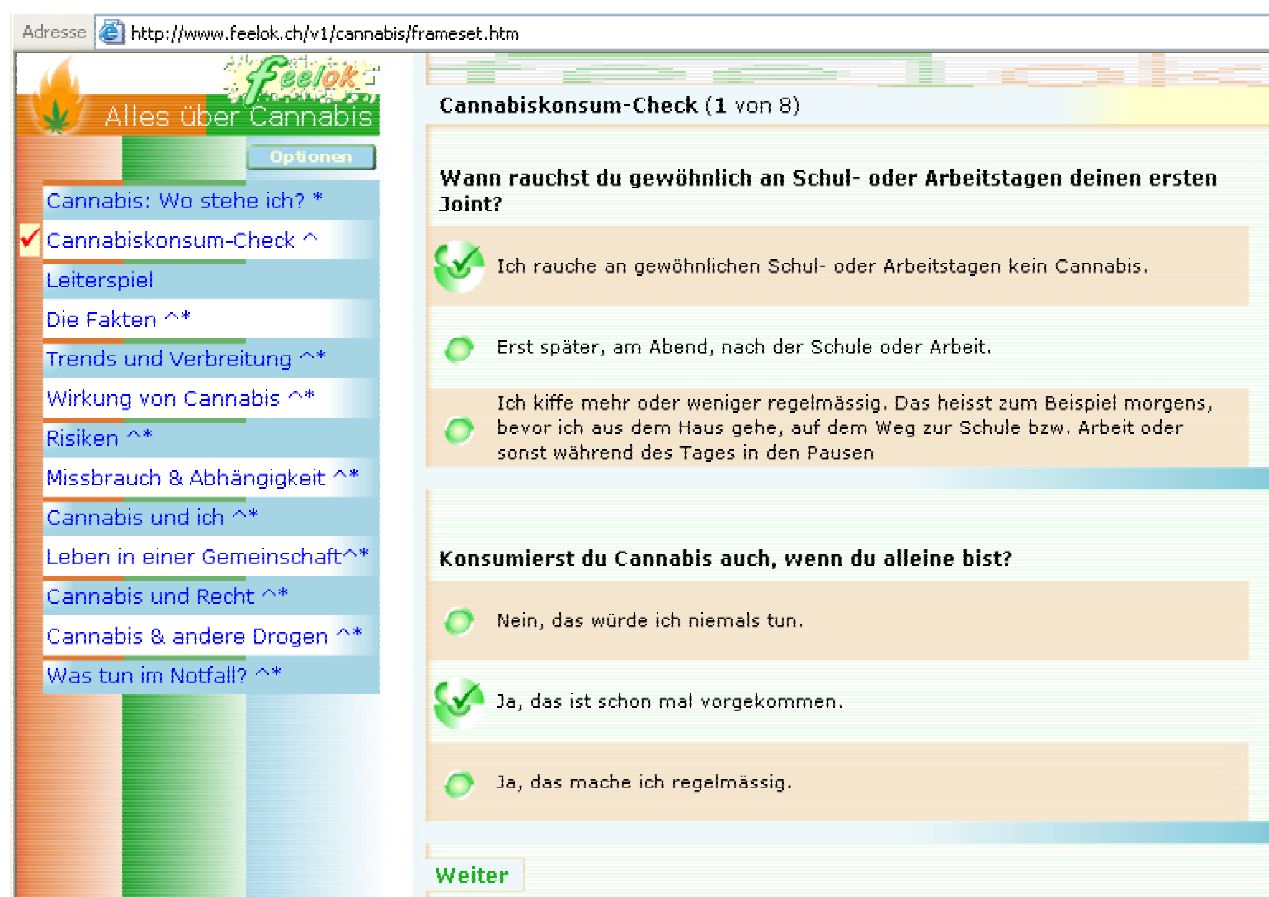 Adresse http://www.feelok.ch/v1/cannabis/frameset.htm
feelok
Alles über Cannabis
Optionen
Cannabis: Wo stehe ich? *
Cannabiskonsum-Check ^
Leiterspiel
Die Fakten ^*
Trends und Verbreitung ^*
Wirkung von Cannabis ^*
Risiken ^*
Missbrauch & Abhängigkeit ^*
Cannabis und ich ^*
Leben in einer Gemeinschaft^*
Cannabis und Recht ^*
Cannabis & andere Drogen ^*
Was tun im Notfall? ^*
Cannabiskonsum-Check (1 von 8)
Wann rauchst du gewöhnlich an Schul- oder Arbeitstagen deinen ersten
Joint?
Ich rauche an gewöhnlichen Schul- oder Arbeitstagen kein Cannabis.
Erst später, am Abend, nach der Schule oder Arbeit.
Ich kiffe mehr oder weniger regelmässig. Das heisst zum Beispiel morgens,
bevor ich aus dem Haus gehe, auf dem Weg zur Schule bzw. Arbeit oder
sonst während des Tages in den Pausen
Konsumierst du Cannabis auch, wenn du alleine bist?
Nein, das würde ich niemals tun.
Ja, das ist schon mal vorgekommen.
Ja, das mache ich regelmässig.
Weiter